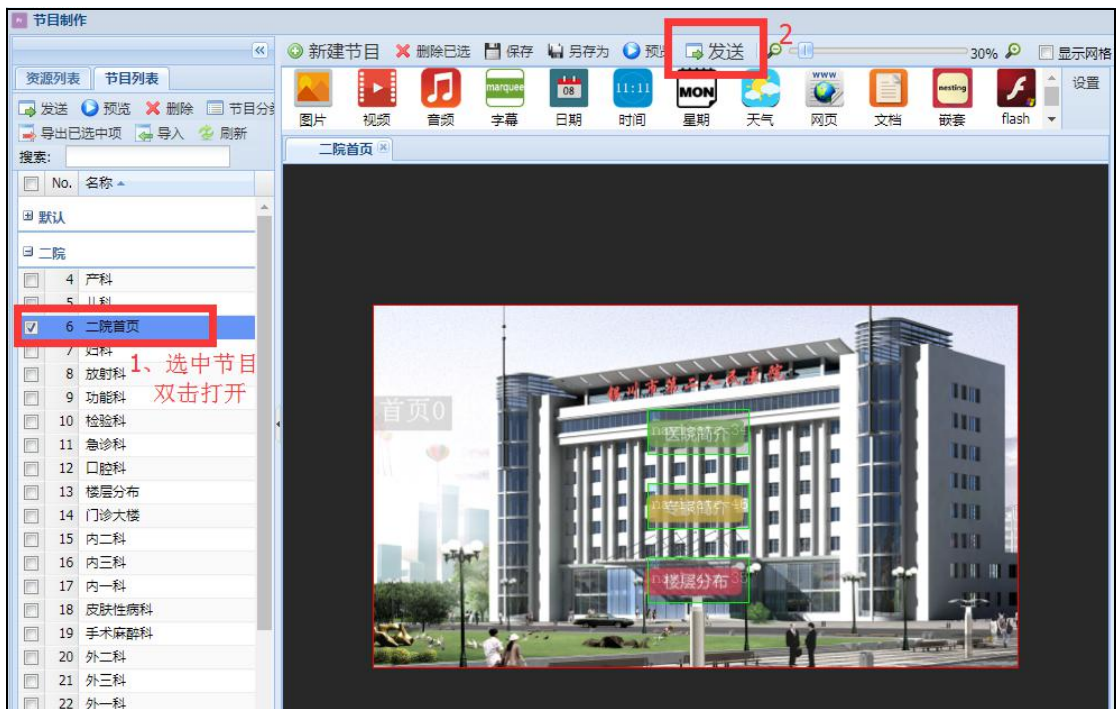 节目制作
资源列表 节目列表
发送 预览 删除 节目分
导出已选中项 导入 刷新
搜索:
No. 名称
默认
二院
4 产科
5 儿科
6 二院首页
7 妇科
8 放射科
9 功能科
10 检验科
11 急诊科
12 口腔科
13 楼层分布
14 门诊大楼
15 内二科
16 内三科
17 内一科
18 皮肤性病科
19 手术麻醉科
20 外二科
21 外三科
22 外一科
1、选中节目
双击打开
2
新建节目 删除已选 保存 另存为 预览 发送 30% 显示网格
marquee 08 11:11 MON WWW nesting
图片 视频 音频 字幕 日期 时间 星期 天气 网页 文档 嵌套 flash 设置
二院首页
银川市第二人民医院
首页0
医院简介
专家简介
楼层分布